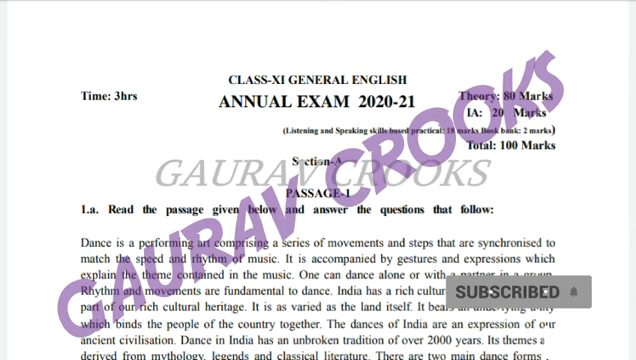 CLASS-XI GENERAL ENGLISH
Time: 3hrs
ANNUAL EXAM 2020-21
Theory: 80 Marks
IA: 20 Marks
(Listening and Speaking skills based practical: 18 marks Book bank: 2 marks)
Total: 100 Marks
Section-A
GAURAV CROOKS
GAURAV CROOKS
PASSAGE-1
1.a. Read the passage given below and answer the questions that follow:
Dance is a performing art comprising a series of movements and steps that are synchronised to
match the speed and rhythm of music. It is accompanied by gestures and expressions which
explain the theme contained in the music. One can dance alone or with a partner in a group.
Rhythm and movements are fundamental to dance. India has a rich
SUBSCRIBED
part of our rich cultural heritage. It is as varied as the land itself. It
which binds the people of the country together. The dances of India are an expression of our
ancient civilisation. Dance in India has an unbroken tradition of over 2000 years. Its themes a
derived from mythology, legends and classical literature. There are two main dance forms ,